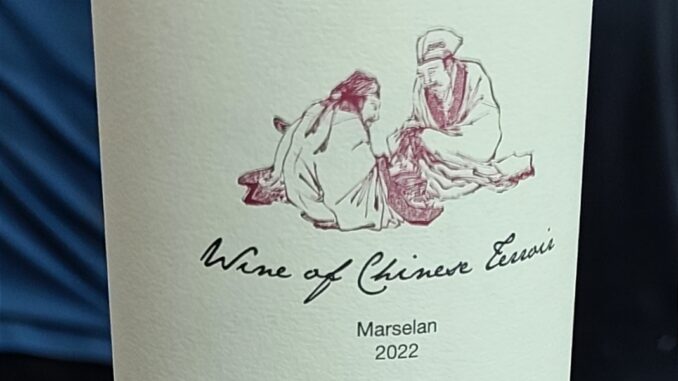 Wine of Chinese Terroir
Marselan
2022